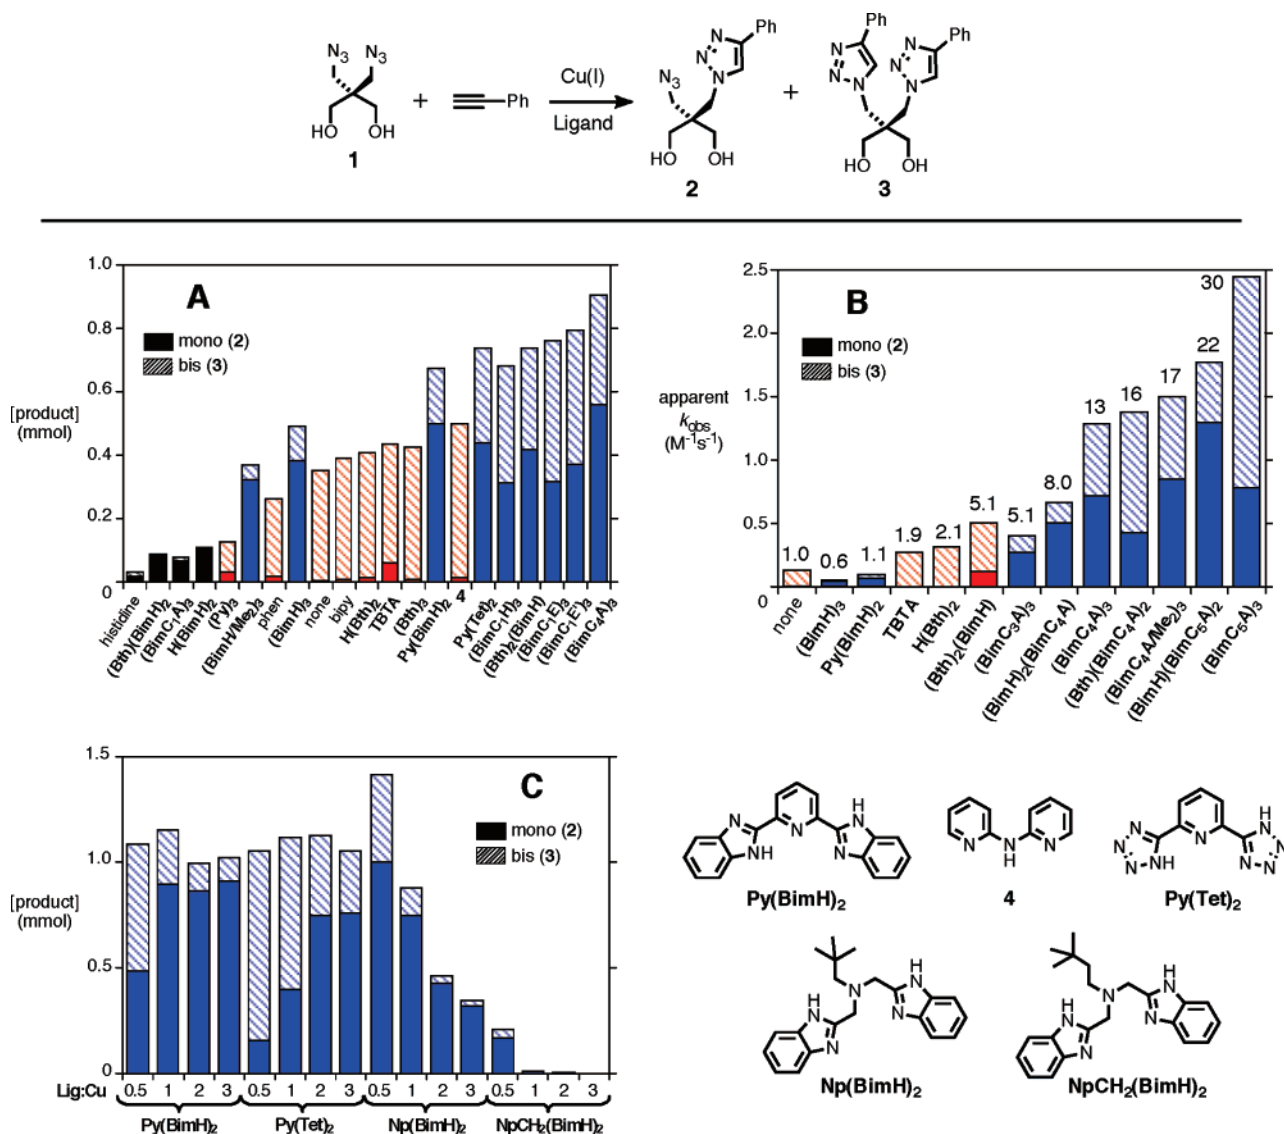 N3 N3
HO OH
1
+
Ph
Cu(I)
Ligand
N3
N N N
Ph
HO OH
2
+
Ph
N N N
N N N
Ph
HO OH
3
A
mono (2)
bis (3)
[product]
(mmol)
1.0
0.8
0.6
0.4
0.2
0
histidine
(Bth)(BimH)2
(BimC1A)3
H(BimH)2
(Py)3
(BimH/Me2)3
phen
(BimH)3
none
bipy
H(Bth)2
TBTA
(Bth)3
Py(BimH)2
4
Py(Tet)2
(BimC1H)3
(Bth)2(BimH)
(BimC1E)3
(BimC1E')3
(BimC4A)3
B
mono (2)
bis (3)
apparent
kobs
(M-1s-1)
2.5
2.0
1.5
1.0
0.5
0
1.0
0.6
1.1
1.9
2.1
5.1
5.1
8.0
13
16
17
22
30
none
(BimH)3
Py(BimH)2
TBTA
H(Bth)2
(Bth)2(BimH)
(BimC3A)3
(BimH)2(BimC4A)
(BimC4A)3
(Bth)(BimC4A)2
(BimC4A/Me2)3
(BimH)(BimC5A)2
(BimC5A)3
C
mono (2)
bis (3)
[product]
(mmol)
1.5
1.0
0.5
0
Lig:Cu 0.5 1 2 3 0.5 1 2 3 0.5 1 2 3 0.5 1 2 3
Py(BimH)2 Py(Tet)2 Np(BimH)2 NpCH2(BimH)2
N NH N H N N
Py(BimH)2
N N H N
4
N N N NH N H N N N N
Py(Tet)2
H N N N H N N
Np(BimH)2
H N N N H N N
NpCH2(BimH)2